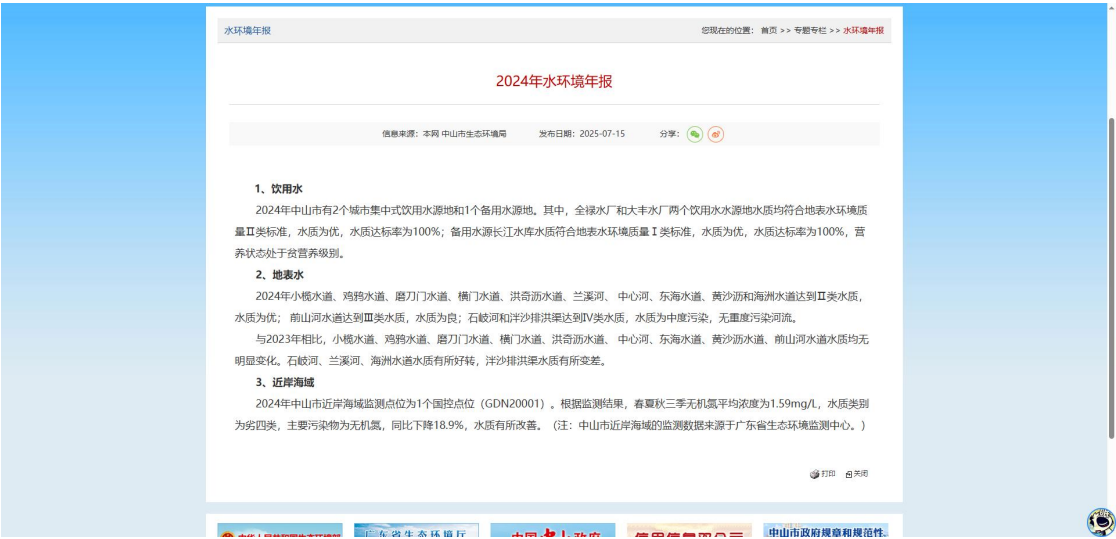 水环境年报
您现在的位置： 首页 >> 专题专栏 >> 水环境年报
2024年水环境年报
信息来源：本网 中山市生态环境局 发布日期：2025-07-15 分享：
1、饮用水
2024年中山市有2个城市集中式饮用水源地和1个备用水源地。其中，全禄水厂和大丰水厂两个饮用水水源地水质均符合地表水环境质
量Ⅱ类标准，水质为优，水质达标率为100%；备用水源长江水库水质符合地表水环境质量Ⅰ类标准，水质为优，水质达标率为100%，营
养状态处于贫营养级别。
2、地表水
2024年小榄水道、鸡鸦水道、磨刀门水道、横门水道、洪奇沥水道、兰溪河、 中心河、东海水道、黄沙沥和海洲水道达到Ⅱ类水质，
水质为优； 前山河水道达到Ⅲ类水质，水质为良；石岐河和泮沙排洪渠达到Ⅳ类水质，水质为中度污染，无重度污染河流。
与2023年相比，小榄水道、鸡鸦水道、磨刀门水道、横门水道、洪奇沥水道、 中心河、东海水道、黄沙沥水道、前山河水道水质均无
明显变化。石岐河、兰溪河、海洲水道水质有所好转，泮沙排洪渠水质有所变差。
3、近岸海域
2024年中山市近岸海域监测点位为1个国控点位（GDN20001）。根据监测结果，春夏秋三季无机氮平均浓度为1.59mg/L，水质类别
为劣四类，主要污染物为无机氮，同比下降18.9%，水质有所改善。（注：中山市近岸海域的监测数据来源于广东省生态环境监测中心。）
打印 关闭
广东省生态环境厅
中山市政府规章和规范性